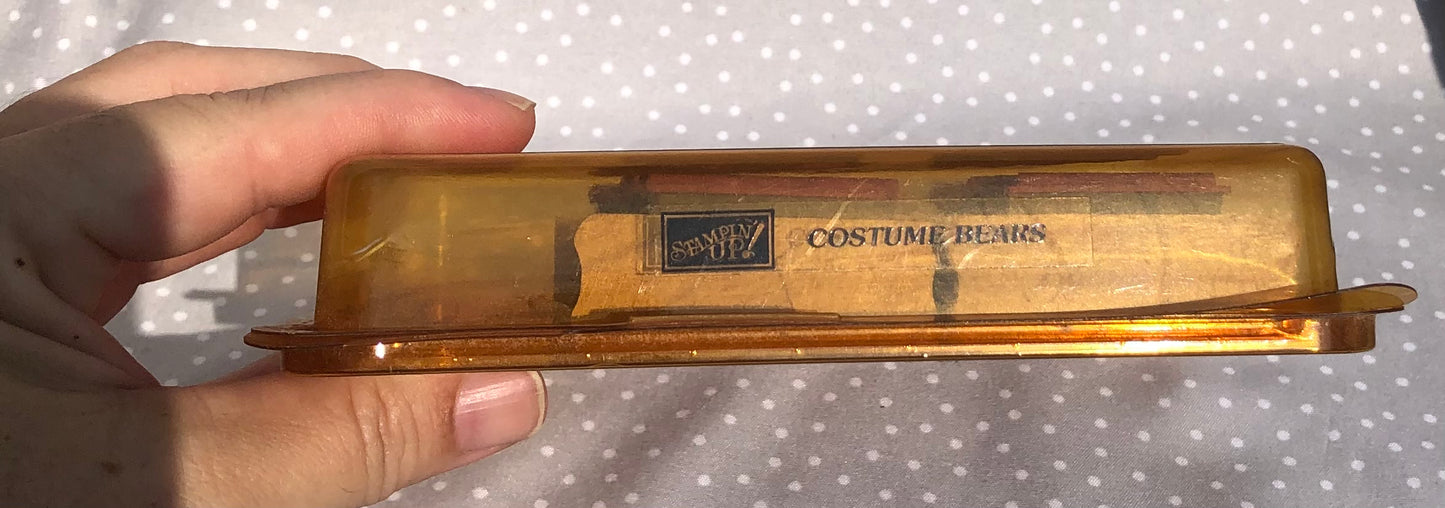 STAMPIN' UP!
COSTUME BEARS